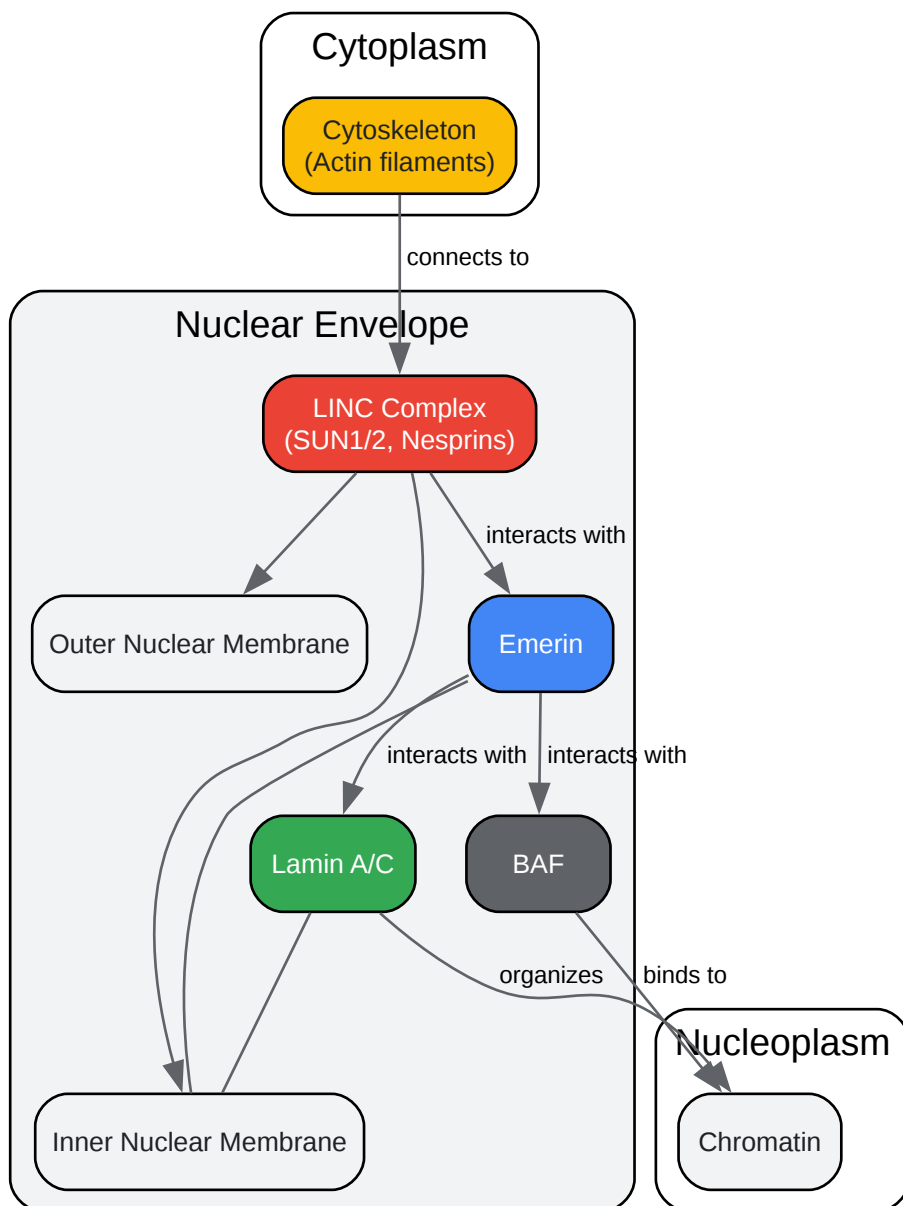 Cytoplasm
Cytoskeleton
(Actin filaments)
connects to
Nuclear Envelope
LINC Complex
(SUN1/2, Nesprins)
interacts with
Outer Nuclear Membrane
Emerin
interacts with
interacts with
Lamin A/C
BAF
organizes
binds to
Nucleoplasm
Inner Nuclear Membrane
Chromatin